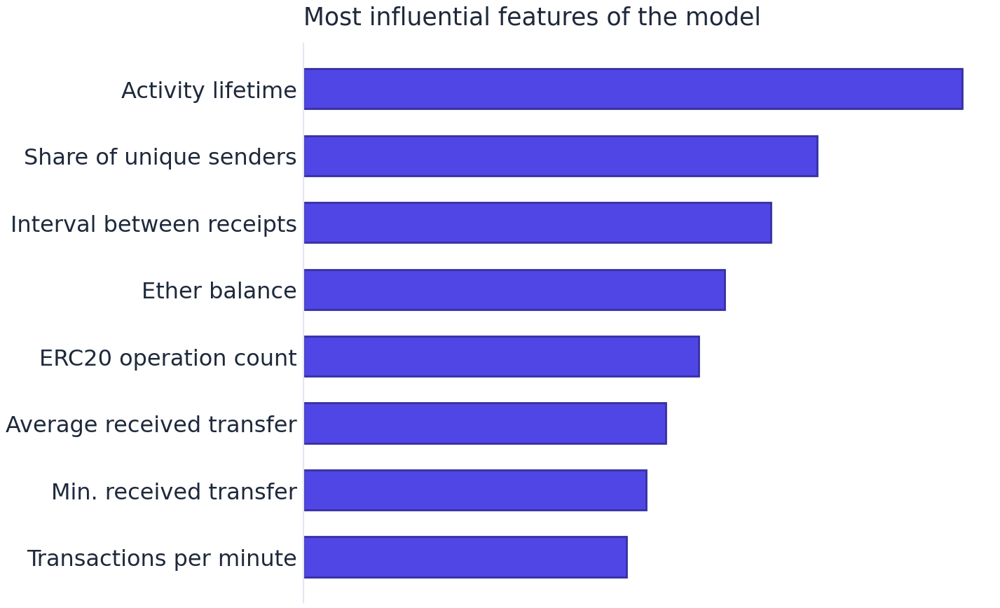 Most influential features of the model
Activity lifetime
Share of unique senders
Interval between receipts
Ether balance
ERC20 operation count
Average received transfer
Min. received transfer
Transactions per minute